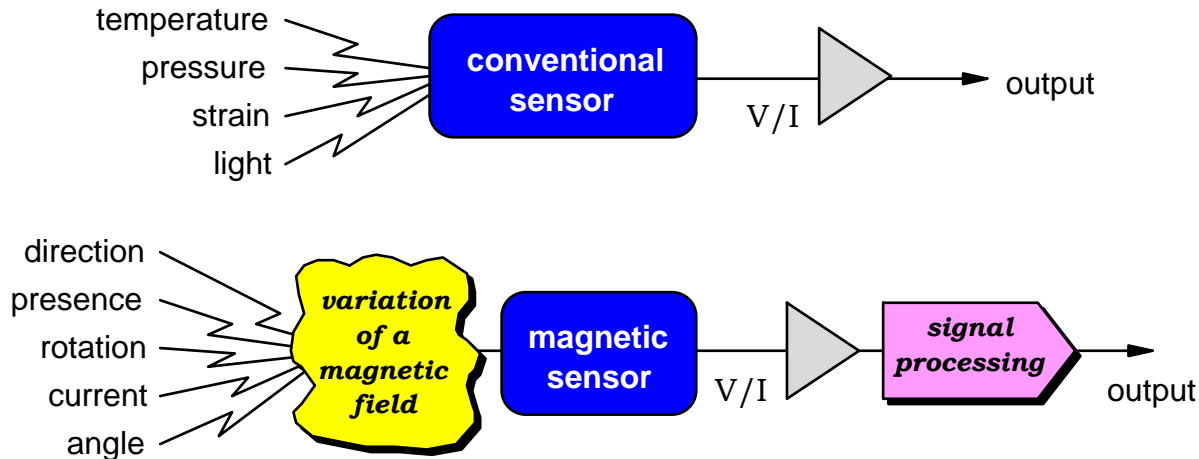 temperature
pressure
strain
light
conventional
sensor
V/I
output
direction
presence
rotation
current
angle
variation
of a
magnetic
field
magnetic
sensor
V/I
signal
processing
output